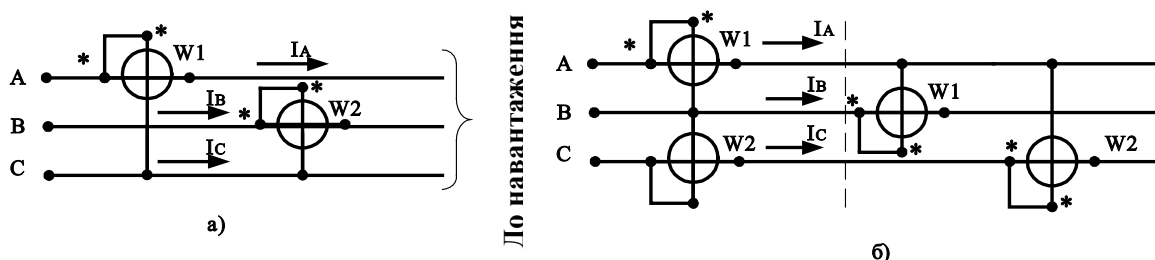 * * W1 IA
A
IB * * W2
B
IC
C
а)
До навантаження
* * W1 IA
A
IB * W1
B
*
IC * W2
C W2
*
б)